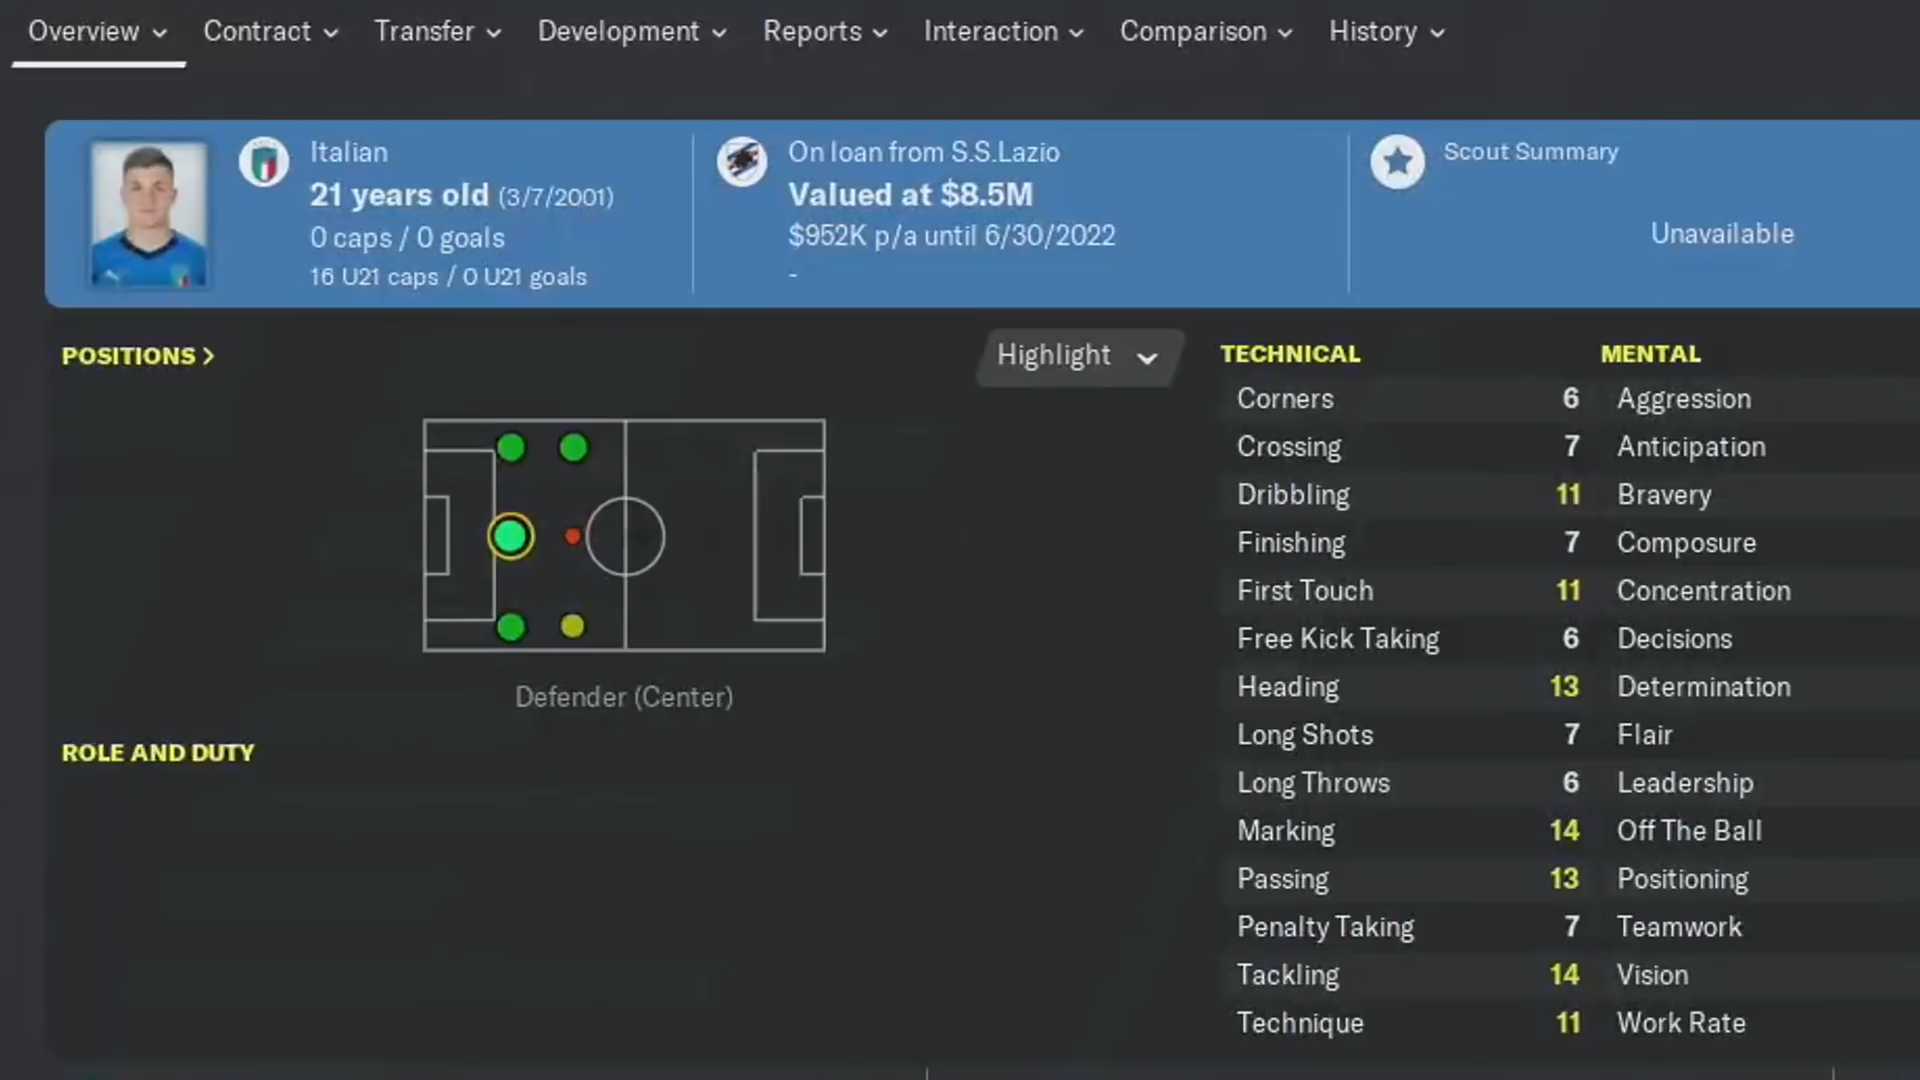 Overview Contract Transfer Development Reports Interaction Comparison History
Italian
21 years old (3/7/2001)
0 caps / 0 goals
16 U21 caps / 0 U21 goals
On loan from S.S.Lazio
Valued at $8.5M
$952K p/a until 6/30/2022
-
Scout Summary
Unavailable
POSITIONS >
Highlight
Defender (Center)
ROLE AND DUTY
TECHNICAL
Corners 6
Crossing 7
Dribbling 11
Finishing 7
First Touch 11
Free Kick Taking 6
Heading 13
Long Shots 7
Long Throws 6
Marking 14
Passing 13
Penalty Taking 7
Tackling 14
Technique 11
MENTAL
Aggression
Anticipation
Bravery
Composure
Concentration
Decisions
Determination
Flair
Leadership
Off The Ball
Positioning
Teamwork
Vision
Work Rate